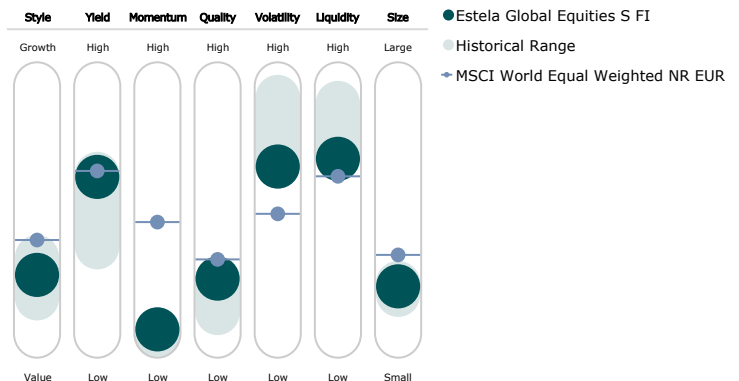 Style Yield Momentum Quality Volatility Liquidity Size
Growth High High High High High Large
Value Low Low Low Low Low Small
Estela Global Equities S FI
Historical Range
MSCI World Equal Weighted NR EUR